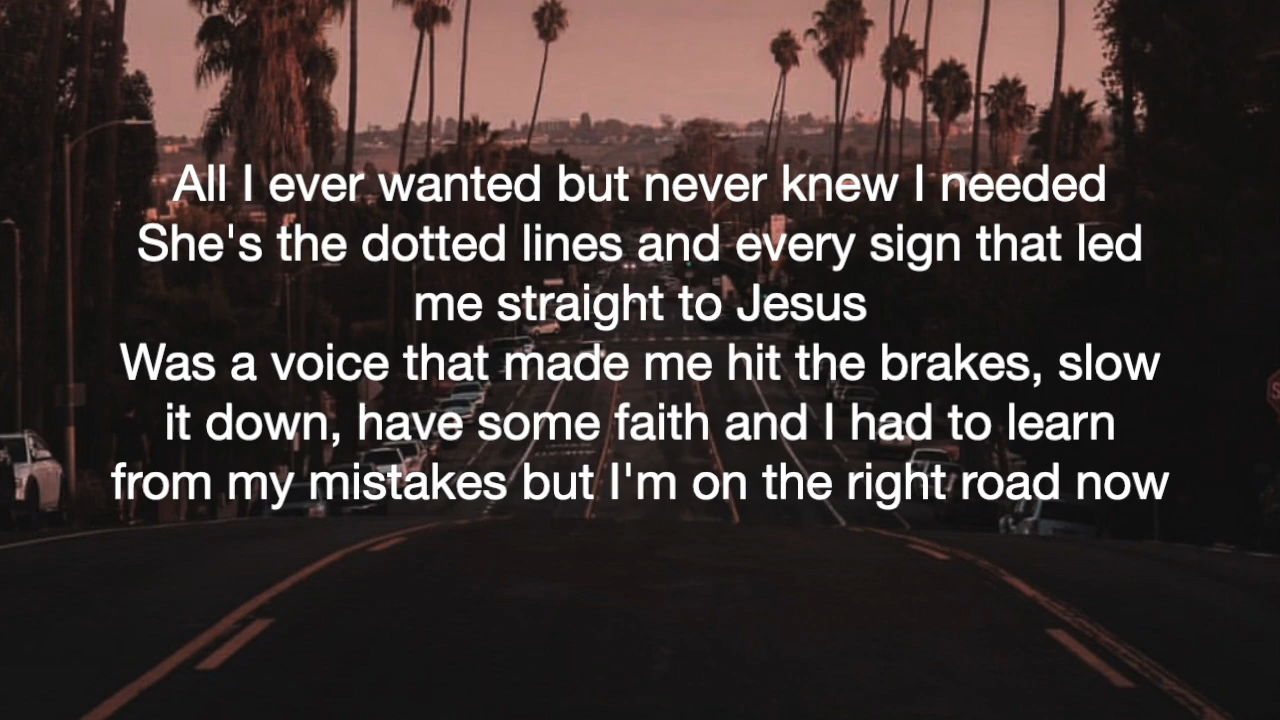 All I ever wanted but never knew I needed
She's the dotted lines and every sign that led
me straight to Jesus
Was a voice that made me hit the brakes, slow
it down, have some faith and I had to learn
from my mistakes but I'm on the right road now